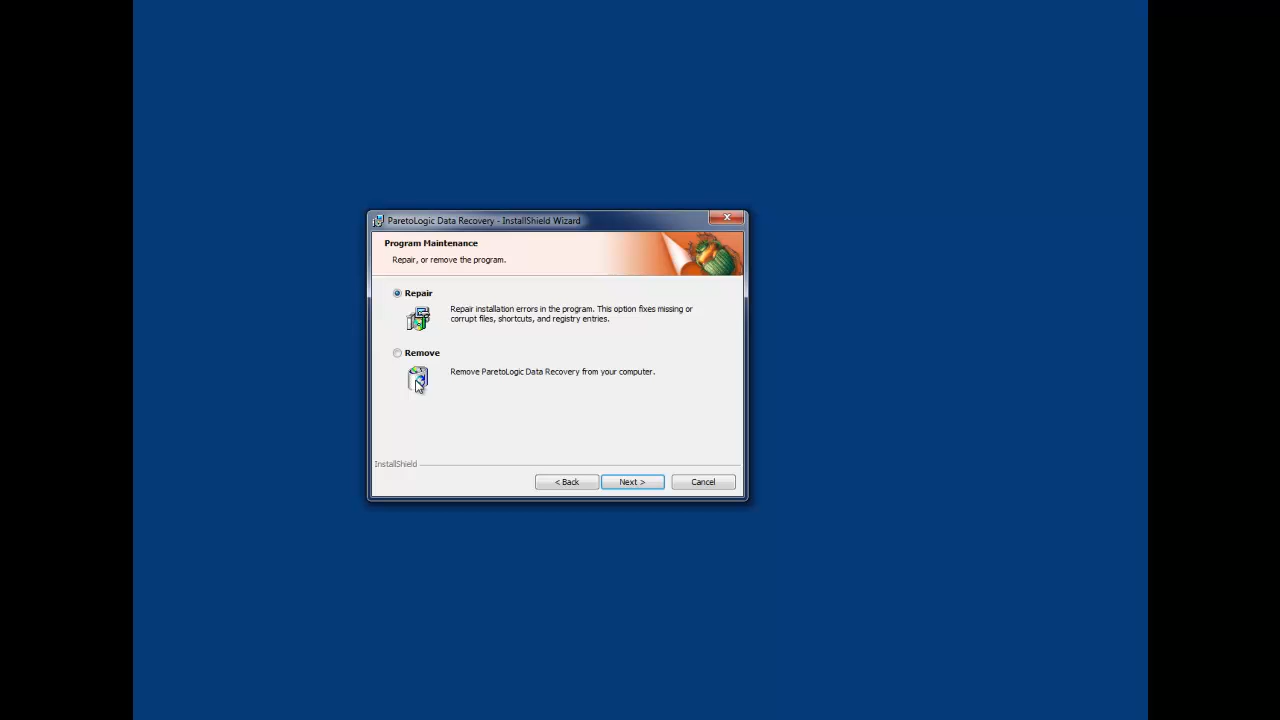 ParetoLogic Data Recovery - InstallShield Wizard
Program Maintenance
Repair, or remove the program.
Repair
Repair installation errors in the program. This option fixes missing or
corrupt files, shortcuts, and registry entries.
Remove
Remove ParetoLogic Data Recovery from your computer.
InstallShield
< Back
Next >
Cancel